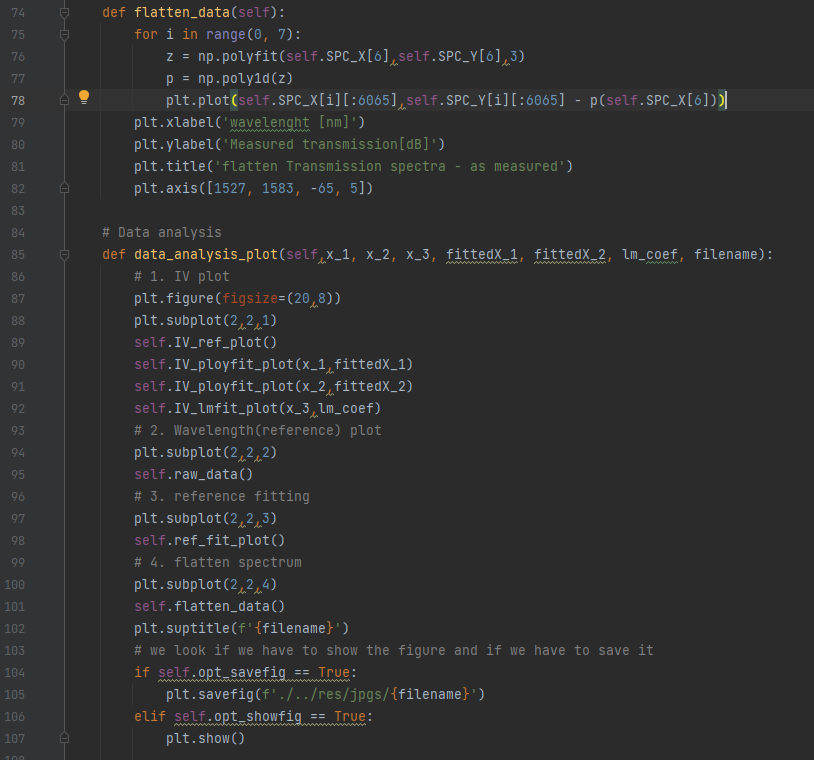 74 def flatten_data(self):
75 for i in range(0, 7):
76 z = np.polyfit(self.SPC_X[6],self.SPC_Y[6],3)
77 p = np.poly1d(z)
78 plt.plot(self.SPC_X[i][:6065],self.SPC_Y[i][:6065] - p(self.SPC_X[6]))
79 plt.xlabel('wavelenght [nm]')
80 plt.ylabel('Measured transmission[dB]')
81 plt.title('flatten Transmission spectra - as measured')
82 plt.axis([1527, 1583, -65, 5])
83
84 # Data analysis
85 def data_analysis_plot(self,x_1, x_2, x_3, fittedX_1, fittedX_2, lm_coef, filename):
86 # 1. IV plot
87 plt.figure(figsize=(20,8))
88 plt.subplot(2,2,1)
89 self.IV_ref_plot()
90 self.IV_ployfit_plot(x_1,fittedX_1)
91 self.IV_ployfit_plot(x_2,fittedX_2)
92 self.IV_lmfit_plot(x_3,lm_coef)
93 # 2. Wavelength(reference) plot
94 plt.subplot(2,2,2)
95 self.raw_data()
96 # 3. reference fitting
97 plt.subplot(2,2,3)
98 self.ref_fit_plot()
99 # 4. flatten spectrum
100 plt.subplot(2,2,4)
101 self.flatten_data()
102 plt.suptitle(f'{filename}')
103 # we look if we have to show the figure and if we have to save it
104 if self.opt_savefig == True:
105 plt.savefig(f'./../res/jpgs/{filename}')
106 elif self.opt_showfig == True:
107 plt.show()